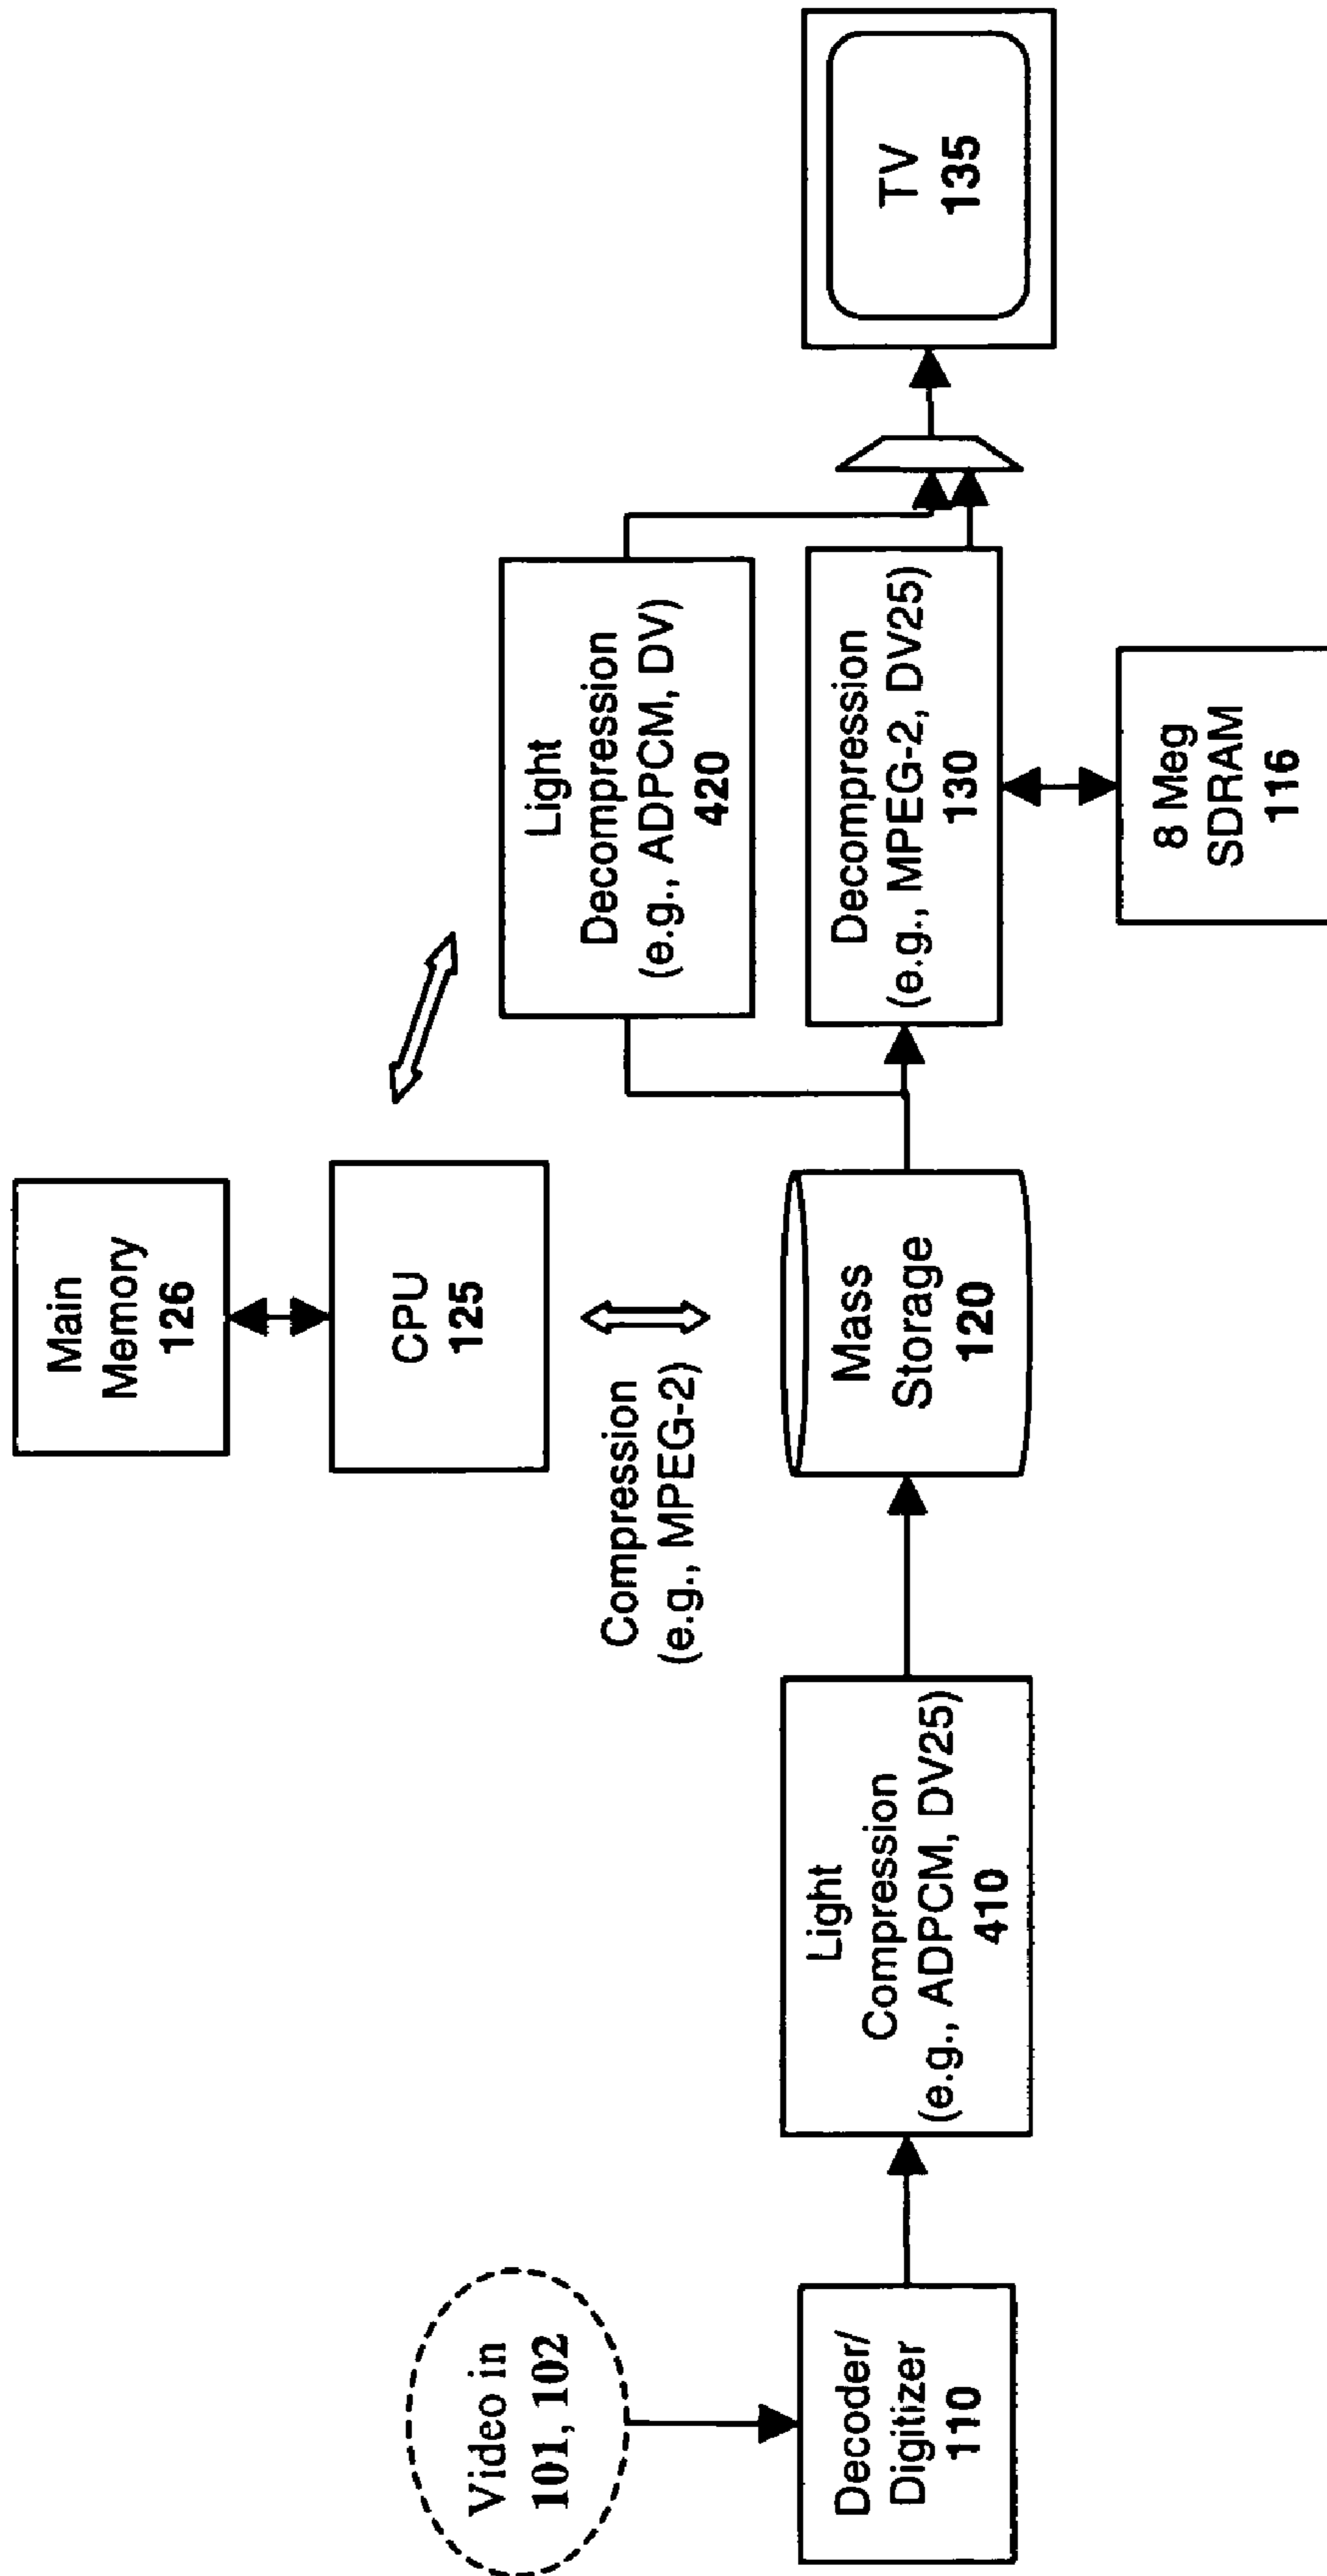 Video in
101, 102
Decoder/
Digitizer
110
Light
Compression
(e.g., ADPCM, DV25)
410
Main
Memory
126
CPU
125
Compression
(e.g., MPEG-2)
Mass
Storage
120
Light
Decompression
(e.g., ADPCM, DV)
420
Decompression
(e.g., MPEG-2, DV25)
130
8 Meg
SDRAM
116
TV
135